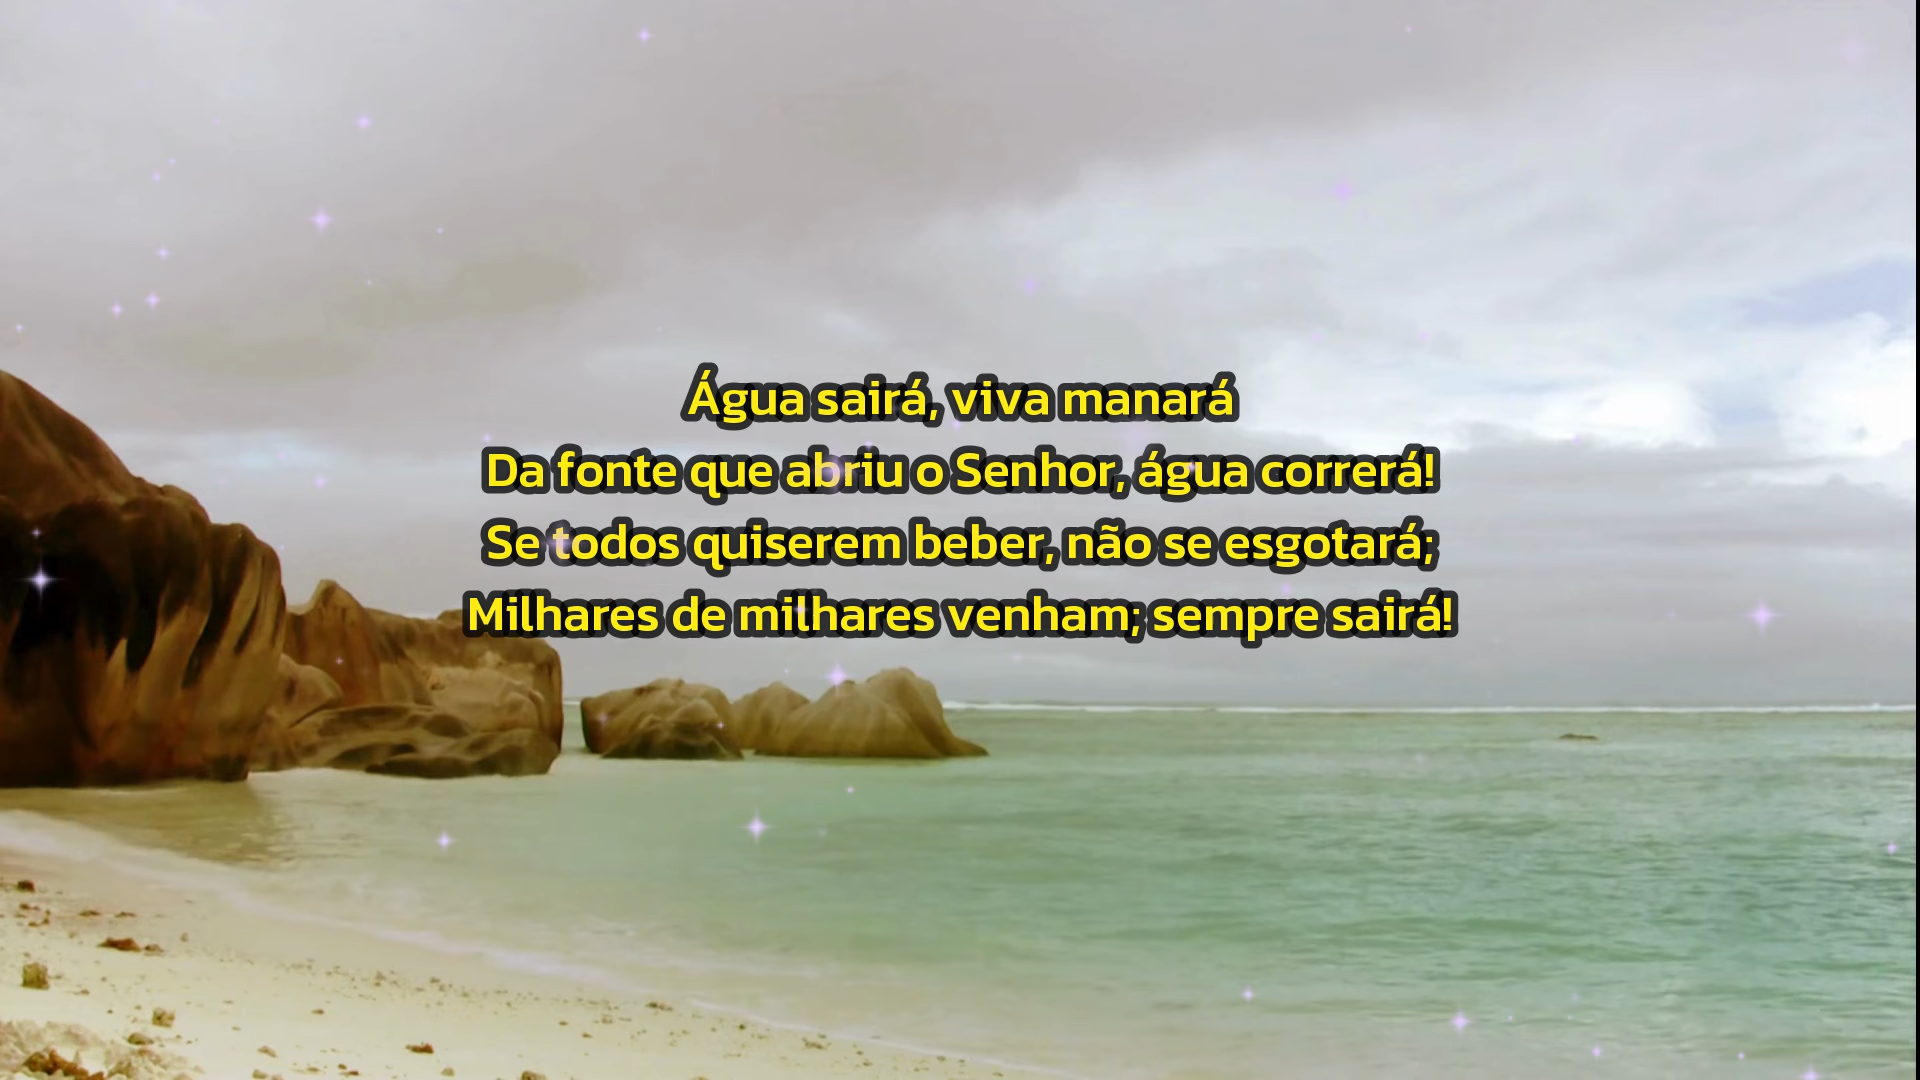 Água sairá, viva manará
Da fonte que abriu o Senhor, água correrá!
Se todos quiserem beber, não se esgotará;
Milhares de milhares venham; sempre sairá!